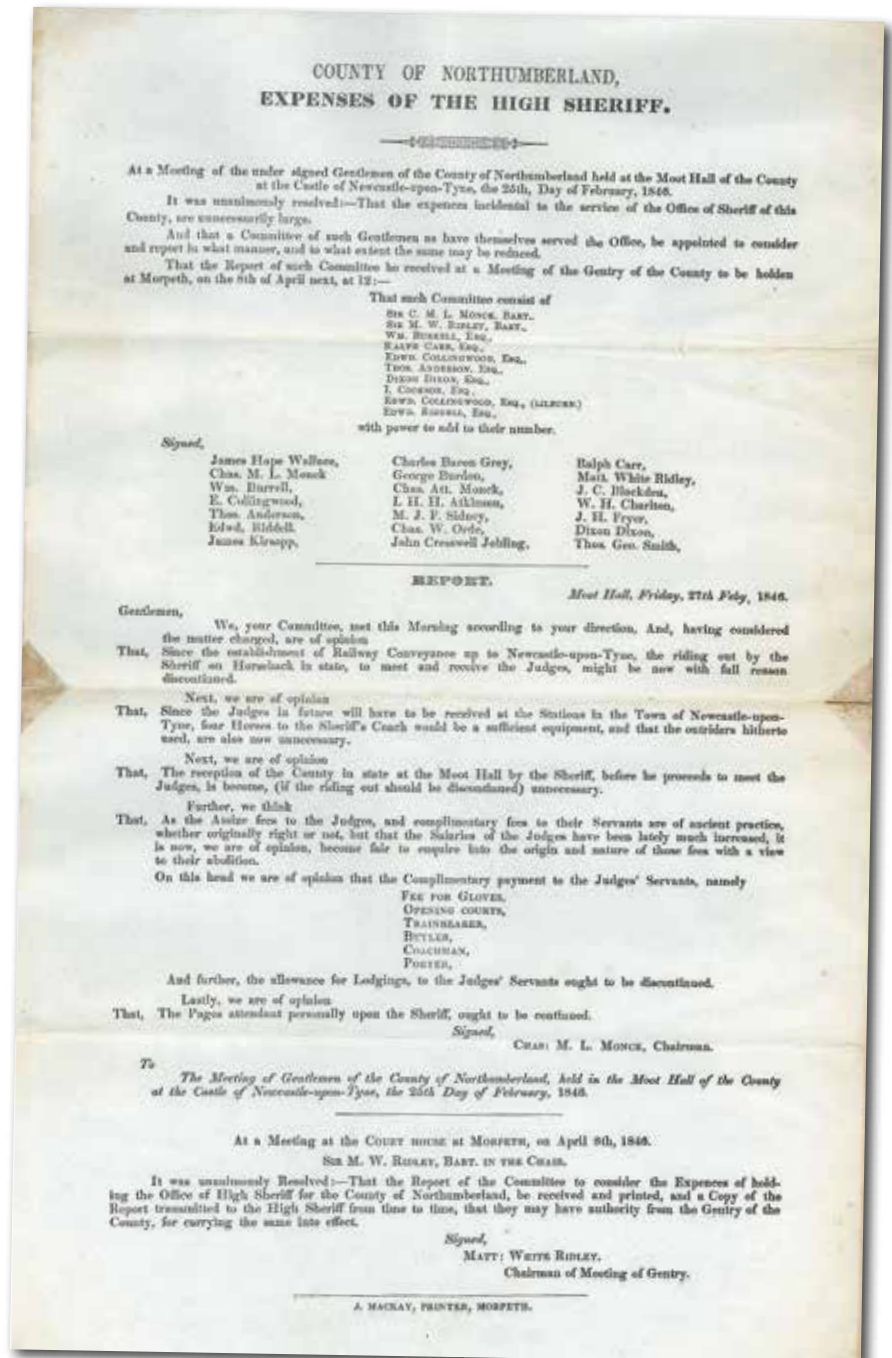 COUNTY OF NORTHUMBERLAND,
EXPENSES OF THE HIGH SHERIFF.
At a Meeting of the under signed Gentlemen of the County of Northumberland held at the Moot Hall of the County
at the Castle of Newcastle-upon-Tyne, the 25th, Day of February, 1846.
It was unanimously resolved:—That the expences incidental to the service of the Office of Sheriff of this
County, are unnecessarily large.
And that a Committee of such Gentlemen as have themselves served the Office, be appointed to consider
and report in what manner, and to what extent the same may be reduced.
That the Report of such Committee be received at a Meeting of the Gentry of the County to be holden
at Morpeth, on the 8th of April next, at 12:—
That such Committee consist of
SIR C. M. L. MONCK, BART.,
SIR M. W. RIDLEY, BART.,
WM. BURRELL, ESQ.,
RALPH CARR, ESQ.,
EDWD. COLLINGWOOD, ESQ.,
THOS. ANDERSON, ESQ.,
DIXON DIXON, ESQ.,
I. COOKSON, ESQ.,
EDWD. COLLINGWOOD, ESQ., (LILBURN.)
EDWD. RIDDELL, ESQ.,
with power to add to their number.
Signed,
James Hope Wallace, Charles Bacon Grey, Ralph Carr,
Chas. M. L. Monck George Burdon, Matt. White Ridley,
Wm. Burrell, Chas. Att. Monck, J. C. Blackden,
E. Collingwood, I. H. H. Atkinson, W. H. Charlton,
Thos. Anderson, M. J. F. Sidney, J. H. Fryer,
Edwd. Riddell, Chas. W. Orde, Dixon Dixon,
James Kirsopp, John Cresswell Jobling, Thos. Geo. Smith,
REPORT.
Moot Hall, Friday, 27th Feby, 1846.
Gentlemen,
We, your Committee, met this Morning according to your direction, And, having considered
the matter charged, are of opinion
That, Since the establishment of Railway Conveyance up to Newcastle-upon-Tyne, the riding out by the
Sheriff on Horseback in state, to meet and receive the Judges, might be now with full reason
discontinued.
Next, we are of opinion
That, Since the Judges in future will have to be received at the Stations in the Town of Newcastle-upon-
Tyne, four Horses to the Sheriff's Coach would be a sufficient equipment, and that the outriders hitherto
used, are also now unnecessary.
Next, we are of opinion
That, The reception of the County in state at the Moot Hall by the Sheriff, before he proceeds to meet the
Judges, is become, (if the riding out should be discontinued) unnecessary.
Further, we think
That, As the Assize fees to the Judges, and complimentary fees to their Servants are of ancient practice,
whether originally right or not, but that the Salaries of the Judges have been lately much increased, it
is now, we are of opinion, become fair to enquire into the origin and nature of those fees with a view
to their abolition.
On this head we are of opinion that the Complimentary payment to the Judges' Servants, namely
FEE FOR GLOVES,
OPENING COURTS,
TRAINBEARER,
BUTLER,
COACHMAN,
PORTER,
And further, the allowance for Lodgings, to the Judges' Servants ought to be discontinued.
Lastly, we are of opinion
That, The Pages attendant personally upon the Sheriff, ought to be continued.
Signed,
CHAS: M. L. MONCK, Chairman.
To
The Meeting of Gentlemen of the County of Northumberland, held in the Moot Hall of the County
at the Castle of Newcastle-upon-Tyne, the 25th Day of February, 1846.
At a Meeting at the COURT HOUSE at MORPETH, on April 8th, 1846.
SIR M. W. RIDLEY, BART. IN THE CHAIR.
It was unanimously Resolved:—That the Report of the Committee to consider the Expences of hold-
ing the Office of High Sheriff for the County of Northumberland, be received and printed, and a Copy of the
Report transmitted to the High Sheriff from time to time, that they may have authority from the Gentry of the
County, for carrying the same into effect.
Signed,
MATT: WHITE RIDLEY,
Chairman of Meeting of Gentry.
J. MACKAY, PRINTER, MORPETH.